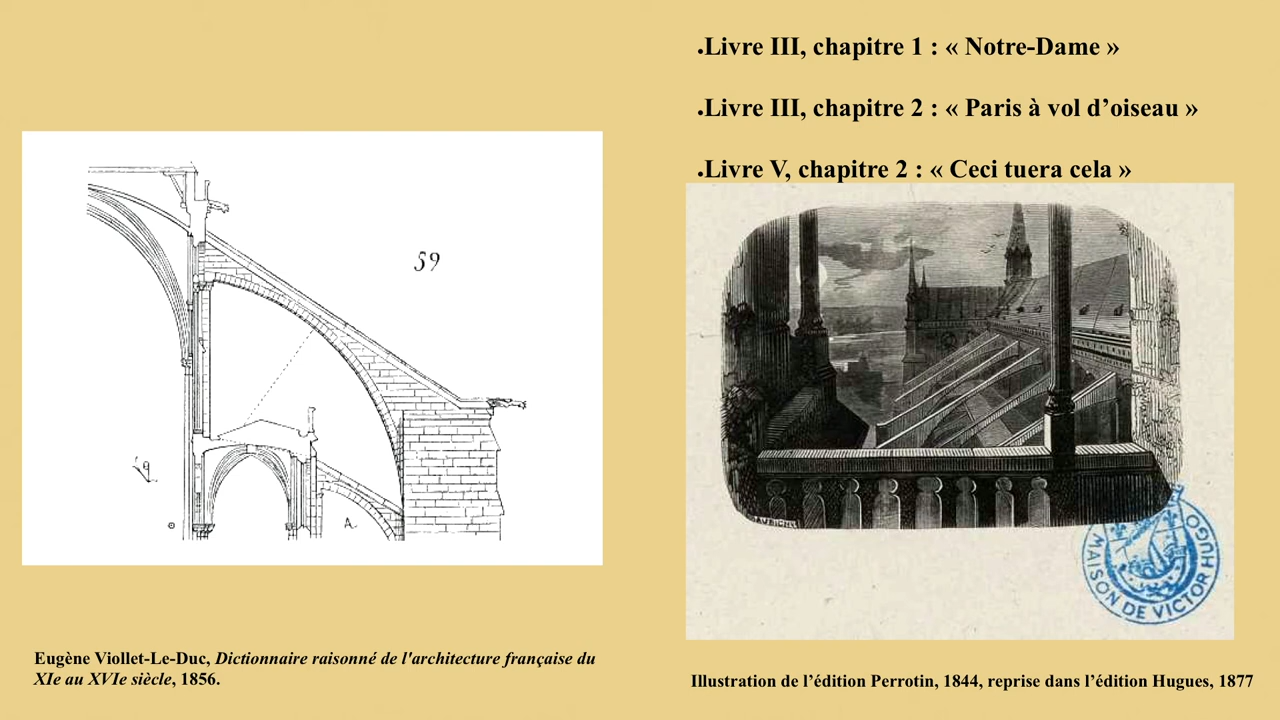 .Livre III, chapitre 1 : « Notre-Dame »
.Livre III, chapitre 2 : « Paris à vol d’oiseau »
.Livre V, chapitre 2 : « Ceci tuera cela »
59
A
MAISON DE VICTOR HUGO
Eugène Viollet-Le-Duc, Dictionnaire raisonné de l'architecture française du
XIe au XVIe siècle, 1856.
Illustration de l’édition Perrotin, 1844, reprise dans l’édition Hugues, 1877